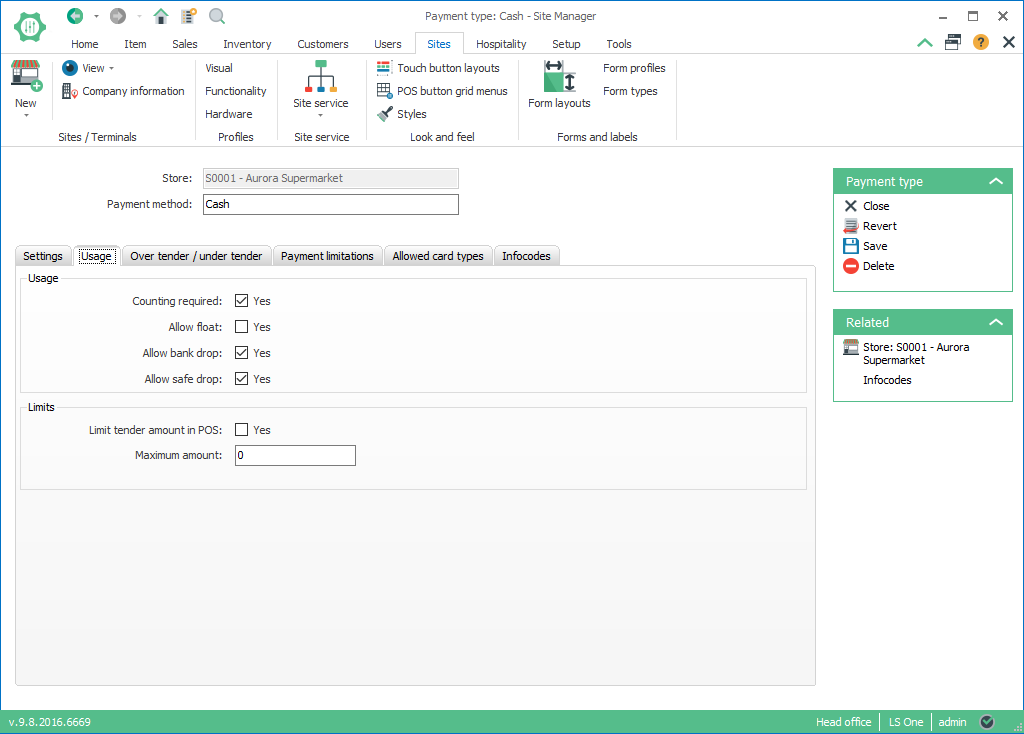 Payment type: Cash - Site Manager
Home Item Sales Inventory Customers Users Sites Hospitality Setup Tools
New
View
Company information
Sites / Terminals
Visual
Functionality
Hardware
Profiles
Site service
Site service
Touch button layouts
POS button grid menus
Styles
Look and feel
Form layouts
Form profiles
Form types
Forms and labels
Store: S0001 - Aurora Supermarket
Payment method: Cash
Settings Usage Over tender / under tender Payment limitations Allowed card types Infocodes
Usage
Counting required: Yes
Allow float: Yes
Allow bank drop: Yes
Allow safe drop: Yes
Limits
Limit tender amount in POS: Yes
Maximum amount: 0
Payment type
Close
Revert
Save
Delete
Related
Store: S0001 - Aurora
Supermarket
Infocodes
v.9.8.2016.6669
Head office LS One admin